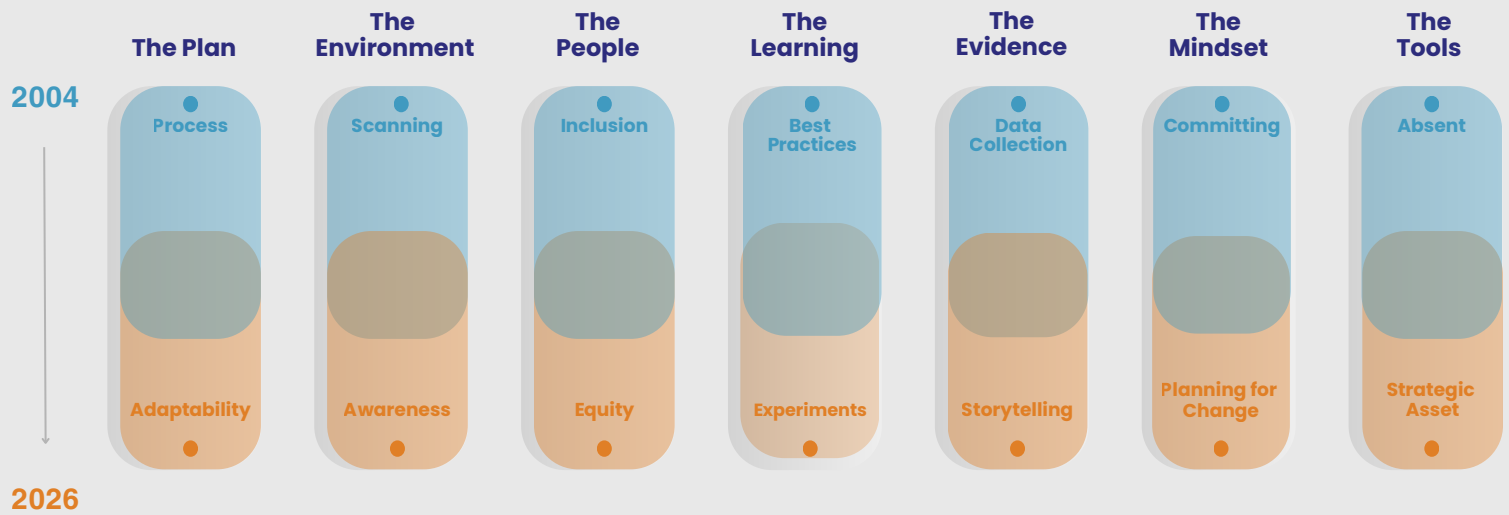 The Plan
The
Environment
The
People
The
Learning
The
Evidence
The
Mindset
The
Tools
2004
Process
Scanning
Inclusion
Best
Practices
Data
Collection
Committing
Absent
Adaptability
Awareness
Equity
Experiments
Storytelling
Planning for
Change
Strategic
Asset
2026